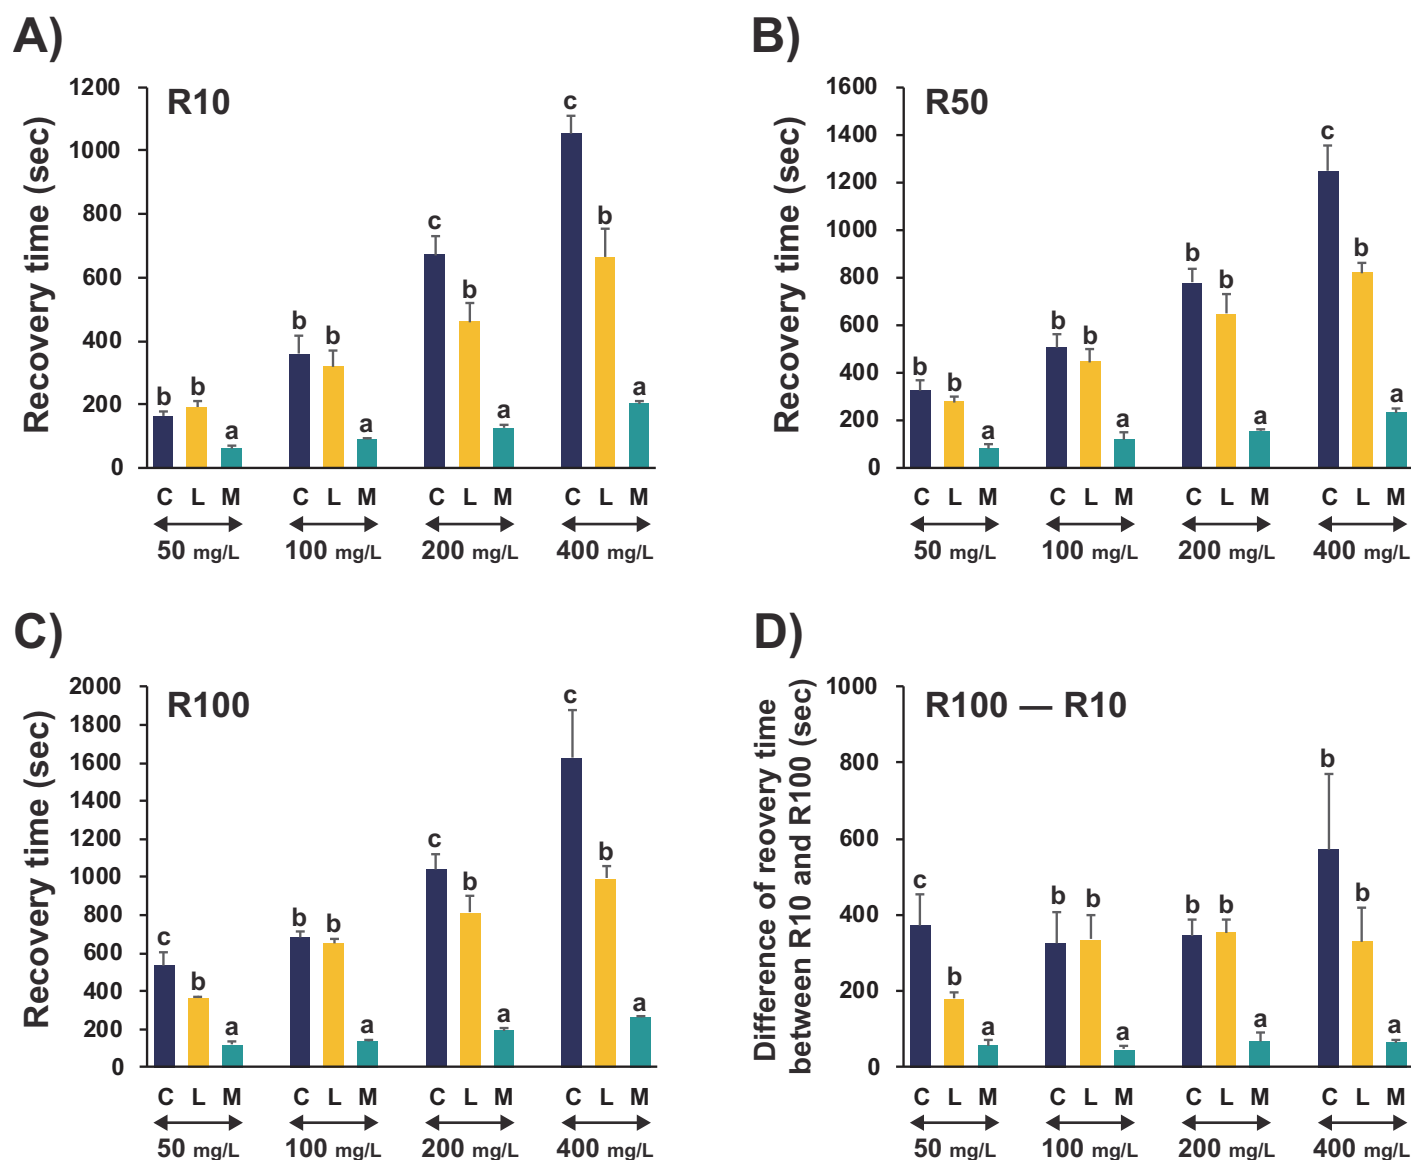 A)
R10
Recovery time (sec)
1200
1000
800
600
400
200
0
b b a b b a c b a c b a
C L M C L M C L M C L M
50 mg/L 100 mg/L 200 mg/L 400 mg/L
B)
R50
Recovery time (sec)
1600
1400
1200
1000
800
600
400
200
0
b b a b b a b b a c b a
C L M C L M C L M C L M
50 mg/L 100 mg/L 200 mg/L 400 mg/L
C)
R100
Recovery time (sec)
2000
1800
1600
1400
1200
1000
800
600
400
200
0
c b a b b a c b a c b a
C L M C L M C L M C L M
50 mg/L 100 mg/L 200 mg/L 400 mg/L
D)
R100 — R10
Difference of reovery time
between R10 and R100 (sec)
1000
800
600
400
200
0
c b a b b a b b a b b a
C L M C L M C L M C L M
50 mg/L 100 mg/L 200 mg/L 400 mg/L